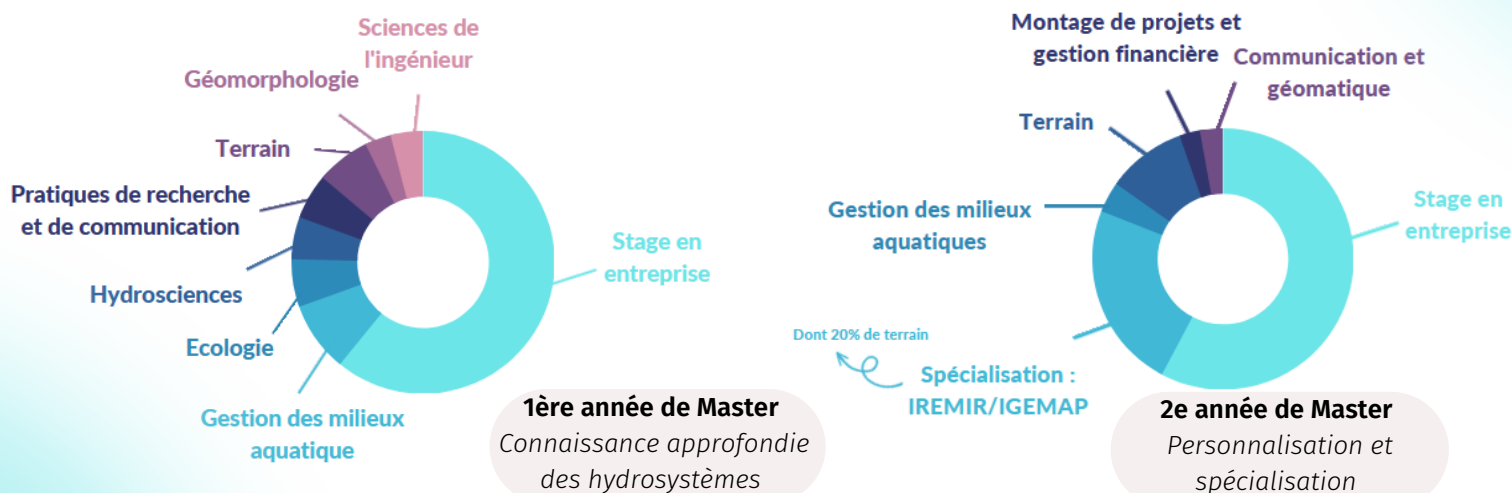 Sciences de
l'ingénieur
Géomorphologie
Terrain
Pratiques de recherche
et de communication
Hydrosciences
Ecologie
Gestion des milieux
aquatique
Stage en
entreprise
1ère année de Master
Connaissance approfondie
des hydrosystèmes
Montage de projets et
gestion financière
Communication et
géomatique
Terrain
Gestion des milieux
aquatiques
Stage en
entreprise
Dont 20% de terrain
Spécialisation :
IREMIR/IGEMAP
2e année de Master
Personnalisation et
spécialisation